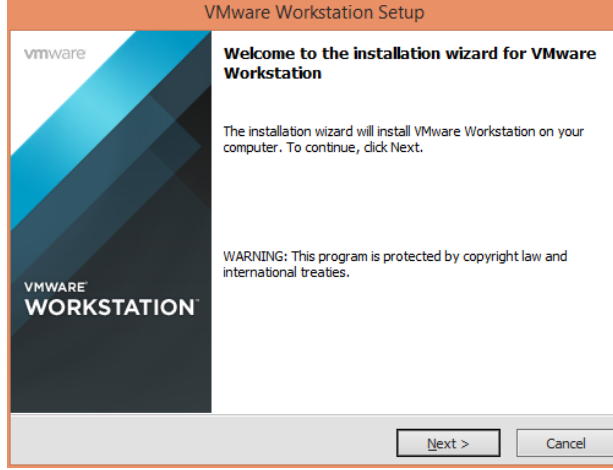 VMware Workstation Setup
vmware
Welcome to the installation wizard for VMware
Workstation
The installation wizard will install VMware Workstation on your
computer. To continue, click Next.
WARNING: This program is protected by copyright law and
international treaties.
VMWARE®
WORKSTATION™
Next >
Cancel